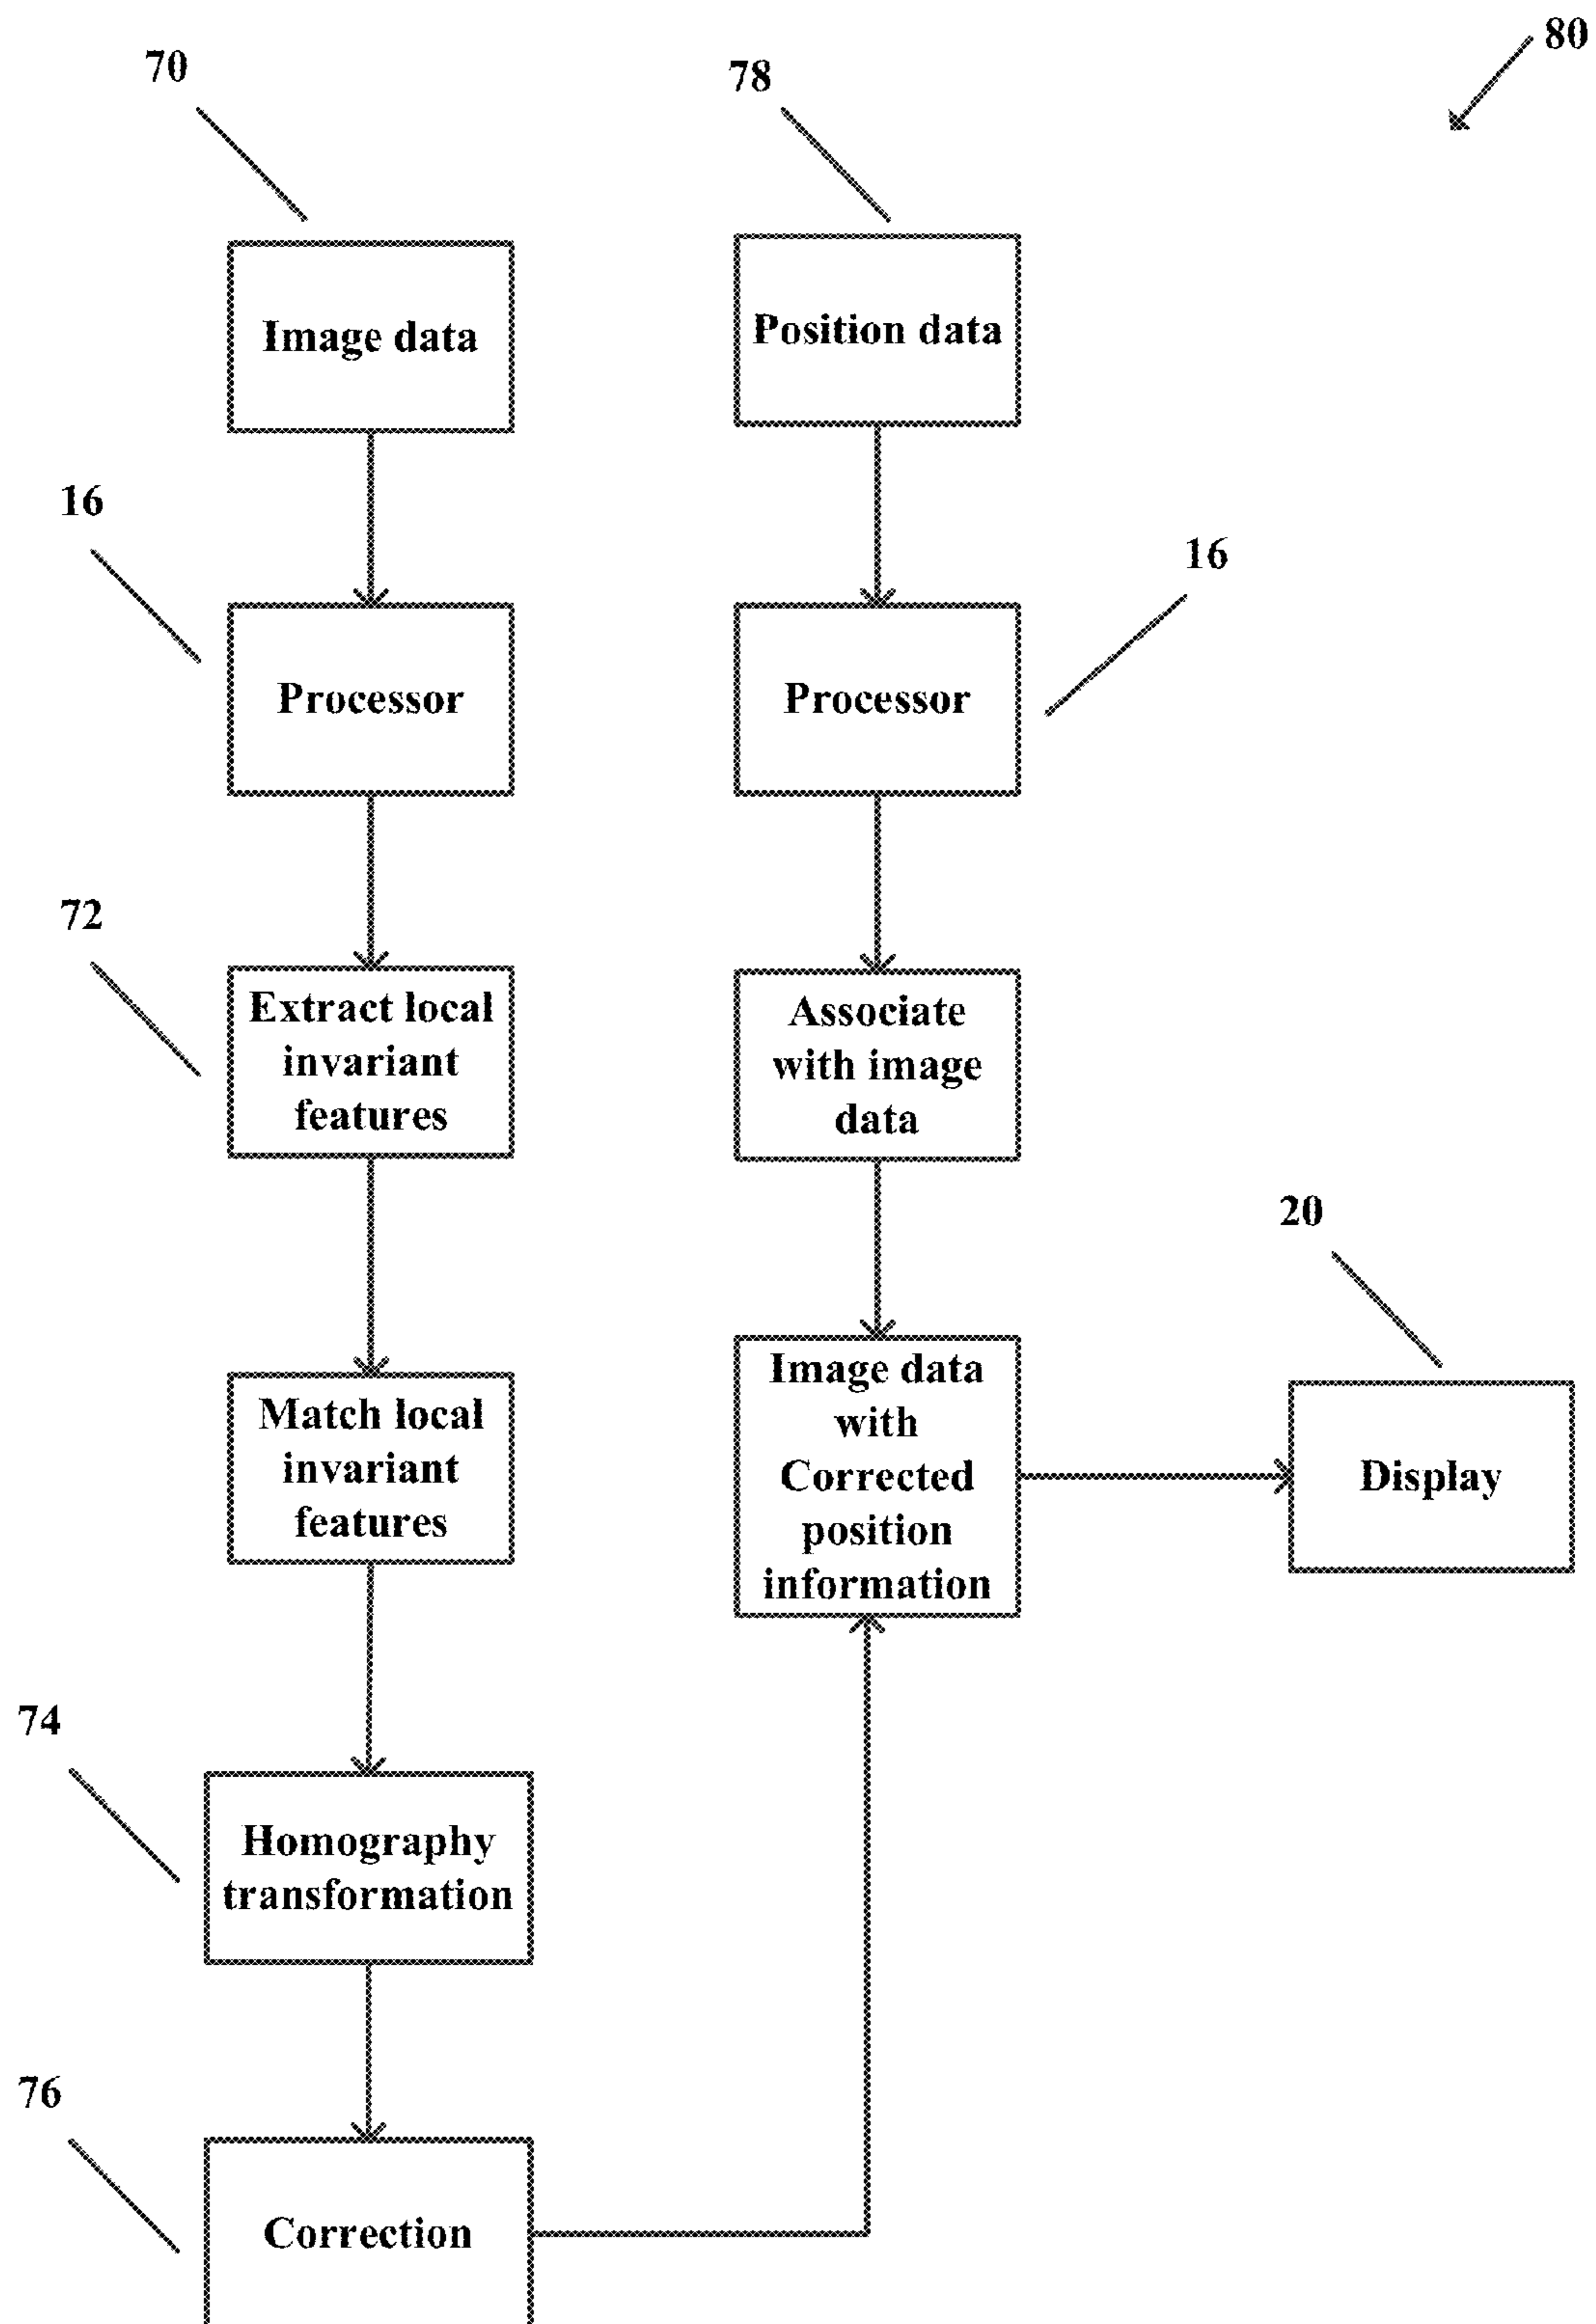 80
70
78
Image data
Position data
16
16
Processor
Processor
72
Extract local
invariant
features
Associate
with image
data
20
Match local
invariant
features
Image data
with
Corrected
position
information
Display
74
Homography
transformation
76
Correction